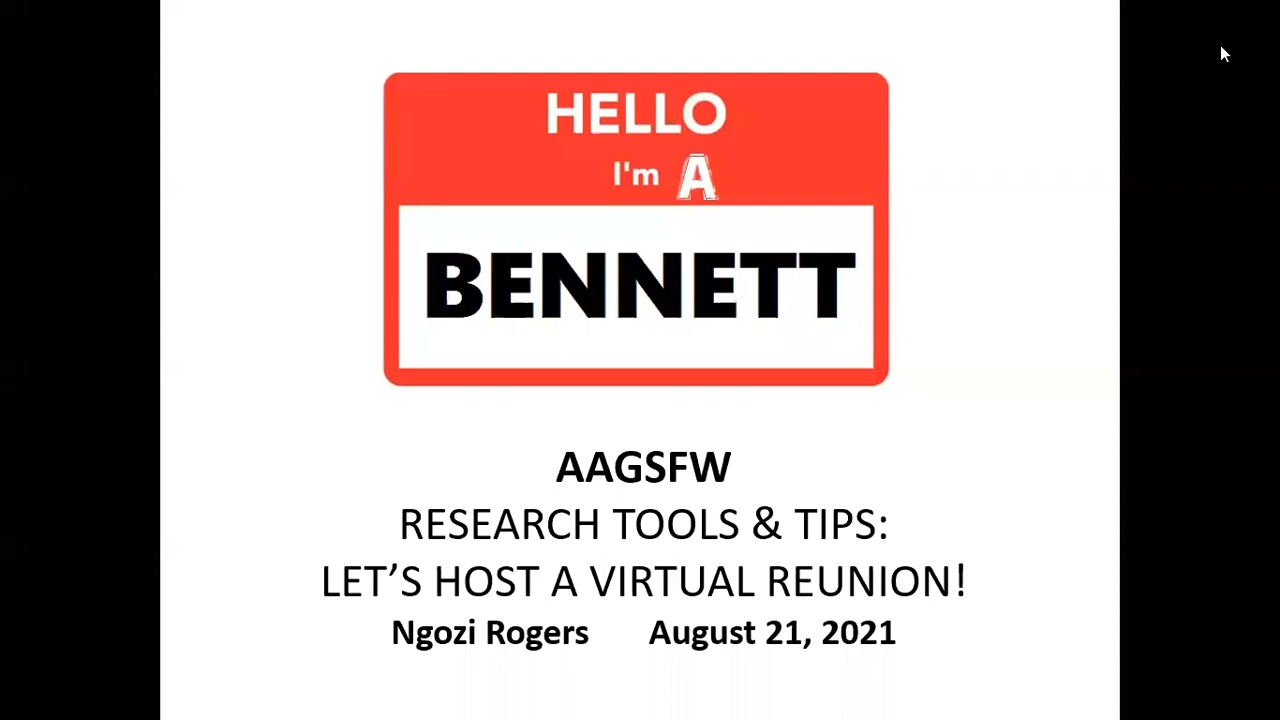 HELLO
I'm A
BENNETT
AAGSFW
RESEARCH TOOLS & TIPS:
LET’S HOST A VIRTUAL REUNION!
Ngozi Rogers August 21, 2021